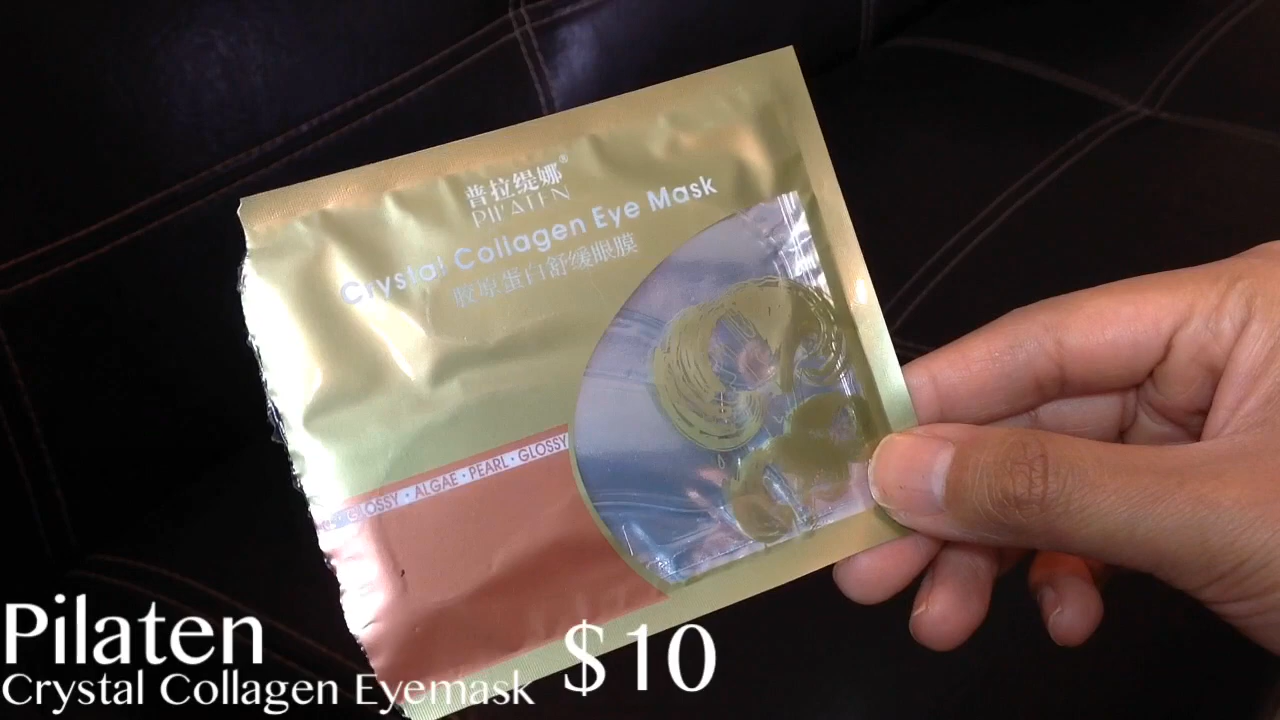 普拉缇娜®
PILATEN
Crystal Collagen Eye Mask
胶原蛋白舒缓眼膜
GLOSSY · ALGAE · PEARL · GLOSSY
Pilaten
Crystal Collagen Eyemask
$10